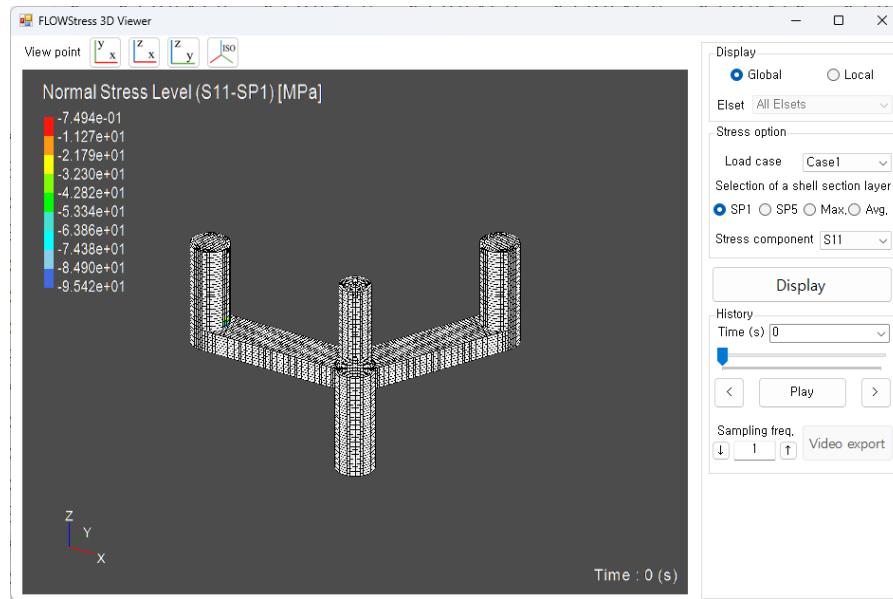 FLOWStress 3D Viewer
View point
y x
z x
z y
ISO
Normal Stress Level (S11-SP1) [MPa]
-7.494e-01
-1.127e+01
-2.179e+01
-3.230e+01
-4.282e+01
-5.334e+01
-6.386e+01
-7.438e+01
-8.490e+01
-9.542e+01
Z
Y
X
Time : 0 (s)
Display
Global Local
Elset All Elsets
Stress option
Load case Case1
Selection of a shell section layer
SP1 SP5 Max. Avg.
Stress component S11
Display
History
Time (s) 0
< Play >
Sampling freq.
↓ 1 ↑
Video export